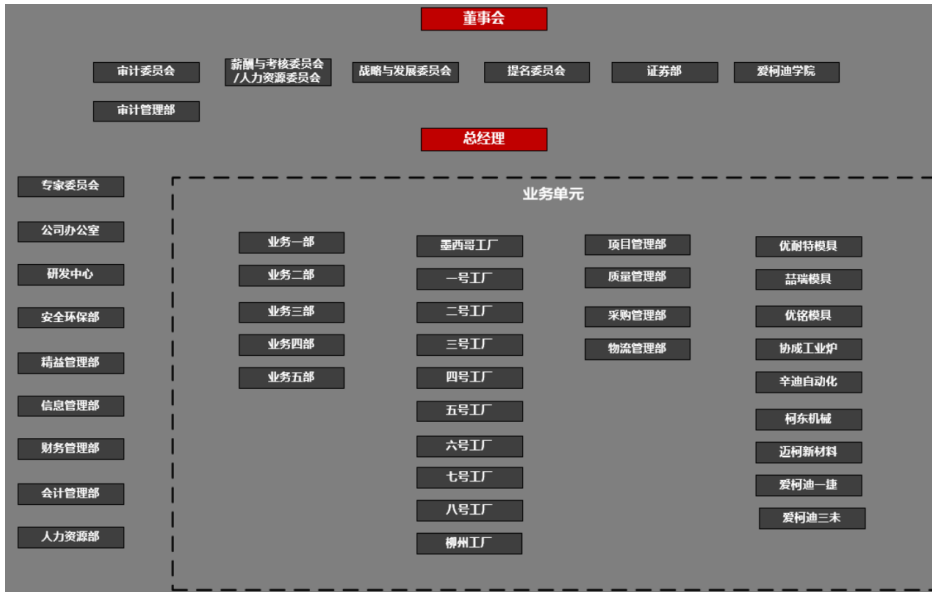 董事会
审计委员会
薪酬与考核委员会
/人力资源委员会
战略与发展委员会
提名委员会
证券部
爱柯迪学院
审计管理部
总经理
专家委员会
公司办公室
研发中心
安全环保部
精益管理部
信息管理部
财务管理部
会计管理部
人力资源部
业务单元
业务一部
业务二部
业务三部
业务四部
业务五部
墨西哥工厂
一号工厂
二号工厂
三号工厂
四号工厂
五号工厂
六号工厂
七号工厂
八号工厂
柳州工厂
项目管理部
质量管理部
采购管理部
物流管理部
优耐特模具
喆瑞模具
优铭模具
协成工业炉
辛迪自动化
柯东机械
迈柯新材料
爱柯迪一捷
爱柯迪三未